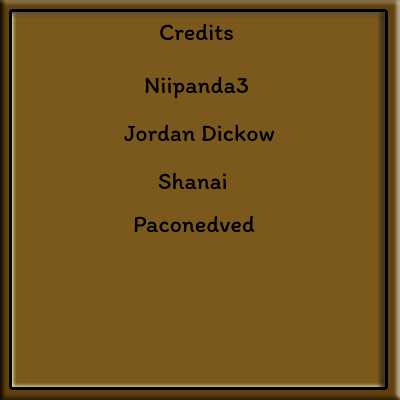 Credits
Niipanda3
Jordan Dickow
Shanai
Paconedved